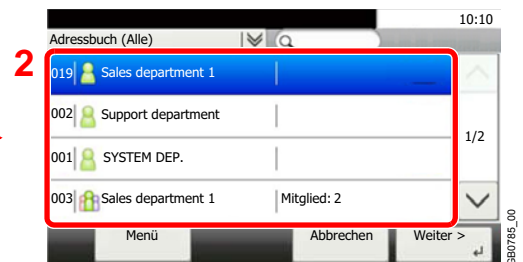 10:10
Adressbuch (Alle)
2
019 Sales department 1
002 Support department
1/2
001 SYSTEM DEP.
003 Sales department 1 Mitglied: 2
Menü Abbrechen Weiter >
GB0785_00